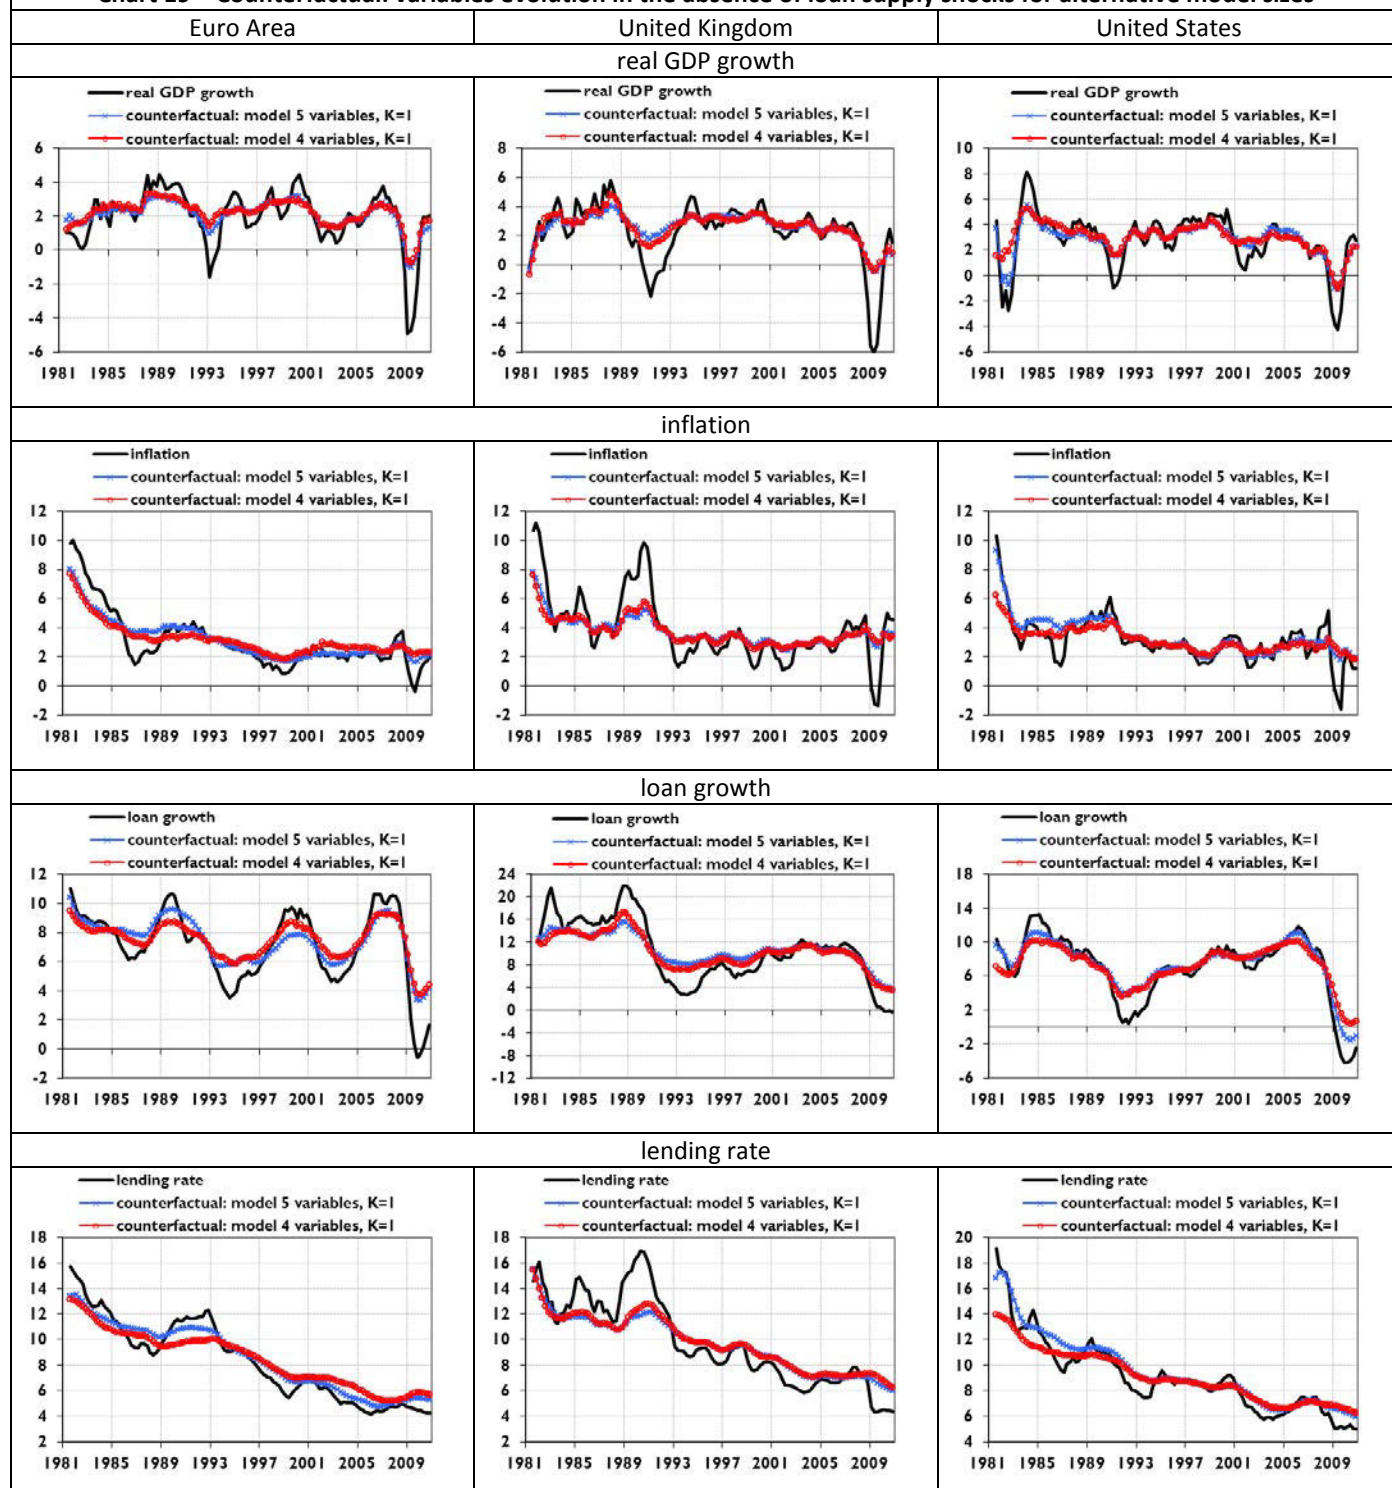 Chart – Counterfactual: variables evolution in the absence of loan supply shocks for alternative model sizes
Euro Area United Kingdom United States
real GDP growth
real GDP growth
counterfactual: model 5 variables, K=1
counterfactual: model 4 variables, K=1
6
4
2
0
-2
-4
-6
1981 1985 1989 1993 1997 2001 2005 2009
real GDP growth
counterfactual: model 5 variables, K=1
counterfactual: model 4 variables, K=1
8
6
4
2
0
-2
-4
-6
1981 1985 1989 1993 1997 2001 2005 2009
real GDP growth
counterfactual: model 5 variables, K=1
counterfactual: model 4 variables, K=1
10
8
6
4
2
0
-2
-4
-6
1981 1985 1989 1993 1997 2001 2005 2009
inflation
inflation
counterfactual: model 5 variables, K=1
counterfactual: model 4 variables, K=1
12
10
8
6
4
2
0
-2
1981 1985 1989 1993 1997 2001 2005 2009
inflation
counterfactual: model 5 variables, K=1
counterfactual: model 4 variables, K=1
12
10
8
6
4
2
0
-2
1981 1985 1989 1993 1997 2001 2005 2009
inflation
counterfactual: model 5 variables, K=1
counterfactual: model 4 variables, K=1
12
10
8
6
4
2
0
-2
1981 1985 1989 1993 1997 2001 2005 2009
loan growth
loan growth
counterfactual: model 5 variables, K=1
counterfactual: model 4 variables, K=1
12
10
8
6
4
2
0
-2
1981 1985 1989 1993 1997 2001 2005 2009
loan growth
counterfactual: model 5 variables, K=1
counterfactual: model 4 variables, K=1
24
20
16
12
8
4
0
-4
-8
-12
1981 1985 1989 1993 1997 2001 2005 2009
loan growth
counterfactual: model 5 variables, K=1
counterfactual: model 4 variables, K=1
18
14
10
6
2
-2
-6
1981 1985 1989 1993 1997 2001 2005 2009
lending rate
lending rate
counterfactual: model 5 variables, K=1
counterfactual: model 4 variables, K=1
18
16
14
12
10
8
6
4
2
1981 1985 1989 1993 1997 2001 2005 2009
lending rate
counterfactual: model 5 variables, K=1
counterfactual: model 4 variables, K=1
18
16
14
12
10
8
6
4
2
1981 1985 1989 1993 1997 2001 2005 2009
lending rate
counterfactual: model 5 variables, K=1
counterfactual: model 4 variables, K=1
20
18
16
14
12
10
8
6
4
1981 1985 1989 1993 1997 2001 2005 2009